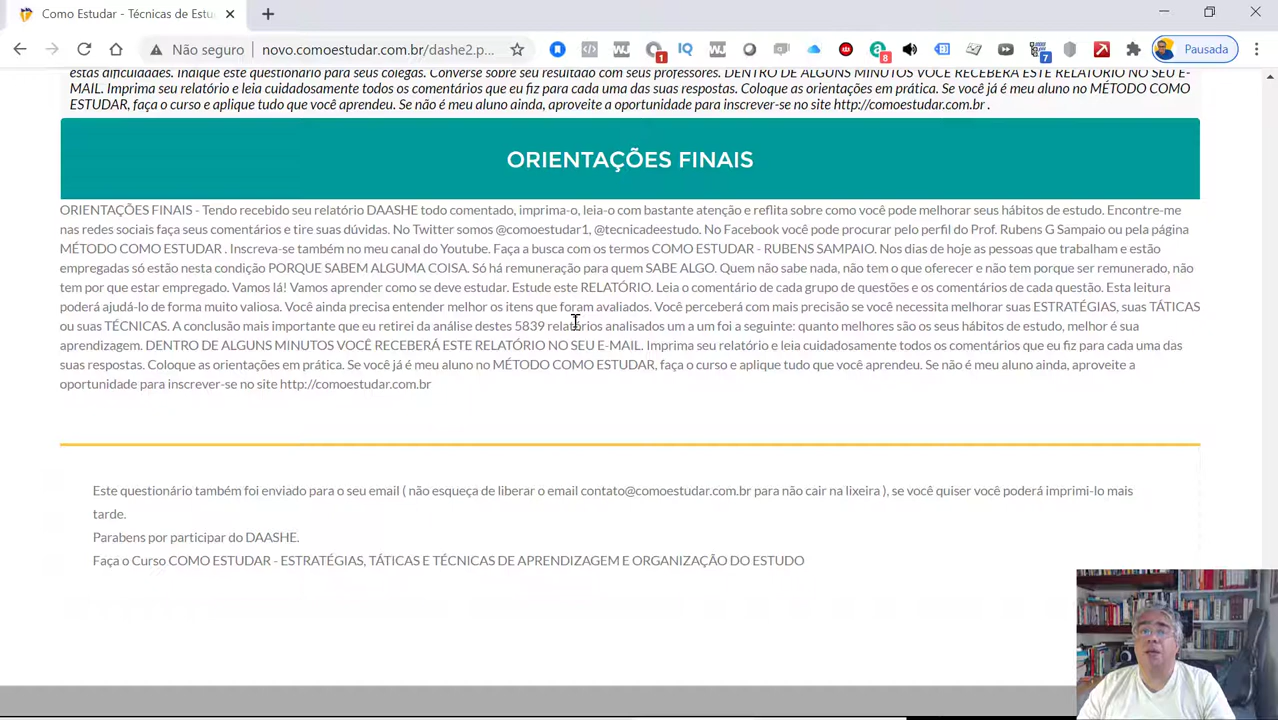 Como Estudar - Técnicas de Estu
Não seguro
novo.comoestudar.com.br/dashe2.p...
1
8
7
Pausada
estas dificuldades. Indique este questionário para seus colegas. Converse sobre seu resultado com seus professores. DENTRO DE ALGUNS MINUTOS VOCÊ RECEBERÁ ESTE RELATÓRIO NO SEU E-
MAIL. Imprima seu relatório e leia cuidadosamente todos os comentários que eu fiz para cada uma das suas respostas. Coloque as orientações em prática. Se você já é meu aluno no MÉTODO COMO
ESTUDAR, faça o curso e aplique tudo que você aprendeu. Se não é meu aluno ainda, aproveite a oportunidade para inscrever-se no site http://comoestudar.com.br .
ORIENTAÇÕES FINAIS
ORIENTAÇÕES FINAIS - Tendo recebido seu relatório DAASHE todo comentado, imprima-o, leia-o com bastante atenção e reflita sobre como você pode melhorar seus hábitos de estudo. Encontre-me
nas redes sociais faça seus comentários e tire suas dúvidas. No Twitter somos @comoestudar1, @tecnicadeestudo. No Facebook você pode procurar pelo perfil do Prof. Rubens G Sampaio ou pela página
MÉTODO COMO ESTUDAR . Inscreva-se também no meu canal do Youtube. Faça a busca com os termos COMO ESTUDAR - RUBENS SAMPAIO. Nos dias de hoje as pessoas que trabalham e estão
empregadas só estão nesta condição PORQUE SABEM ALGUMA COISA. Só há remuneração para quem SABE ALGO. Quem não sabe nada, não tem o que oferecer e não tem porque ser remunerado, não
tem por que estar empregado. Vamos lá! Vamos aprender como se deve estudar. Estude este RELATÓRIO. Leia o comentário de cada grupo de questões e os comentários de cada questão. Esta leitura
poderá ajudá-lo de forma muito valiosa. Você ainda precisa entender melhor os itens que foram avaliados. Você perceberá com mais precisão se você necessita melhorar suas ESTRATÉGIAS, suas TÁTICAS
ou suas TÉCNICAS. A conclusão mais importante que eu retirei da análise destes 5839 relatórios analisados um a um foi a seguinte: quanto melhores são os seus hábitos de estudo, melhor é sua
aprendizagem. DENTRO DE ALGUNS MINUTOS VOCÊ RECEBERÁ ESTE RELATÓRIO NO SEU E-MAIL. Imprima seu relatório e leia cuidadosamente todos os comentários que eu fiz para cada uma das
suas respostas. Coloque as orientações em prática. Se você já é meu aluno no MÉTODO COMO ESTUDAR, faça o curso e aplique tudo que você aprendeu. Se não é meu aluno ainda, aproveite a
oportunidade para inscrever-se no site http://comoestudar.com.br
Este questionário também foi enviado para o seu email ( não esqueça de liberar o email contato@comoestudar.com.br para não cair na lixeira ), se você quiser você poderá imprimi-lo mais
tarde.
Parabens por participar do DAASHE.
Faça o Curso COMO ESTUDAR - ESTRATÉGIAS, TÁTICAS E TÉCNICAS DE APRENDIZAGEM E ORGANIZAÇÃO DO ESTUDO